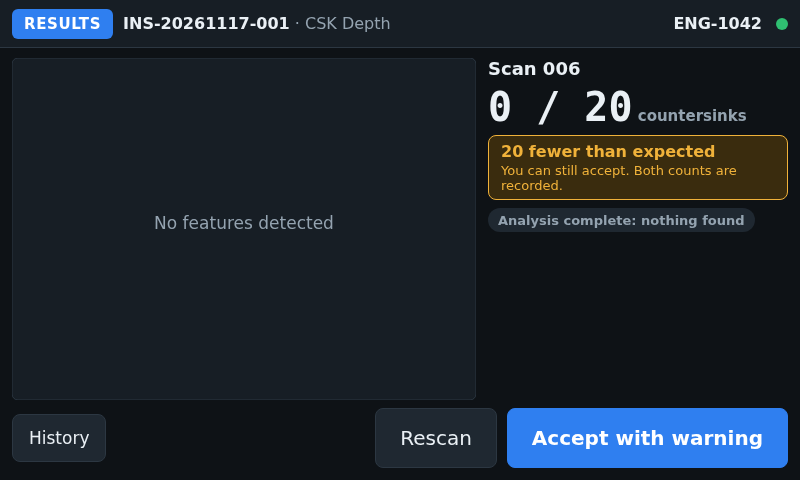 RESULTS INS-20261117-001 · CSK Depth ENG-1042
No features detected
Scan 006
0 / 20 countersinks
20 fewer than expected
You can still accept. Both counts are
recorded.
Analysis complete: nothing found
History Rescan Accept with warning